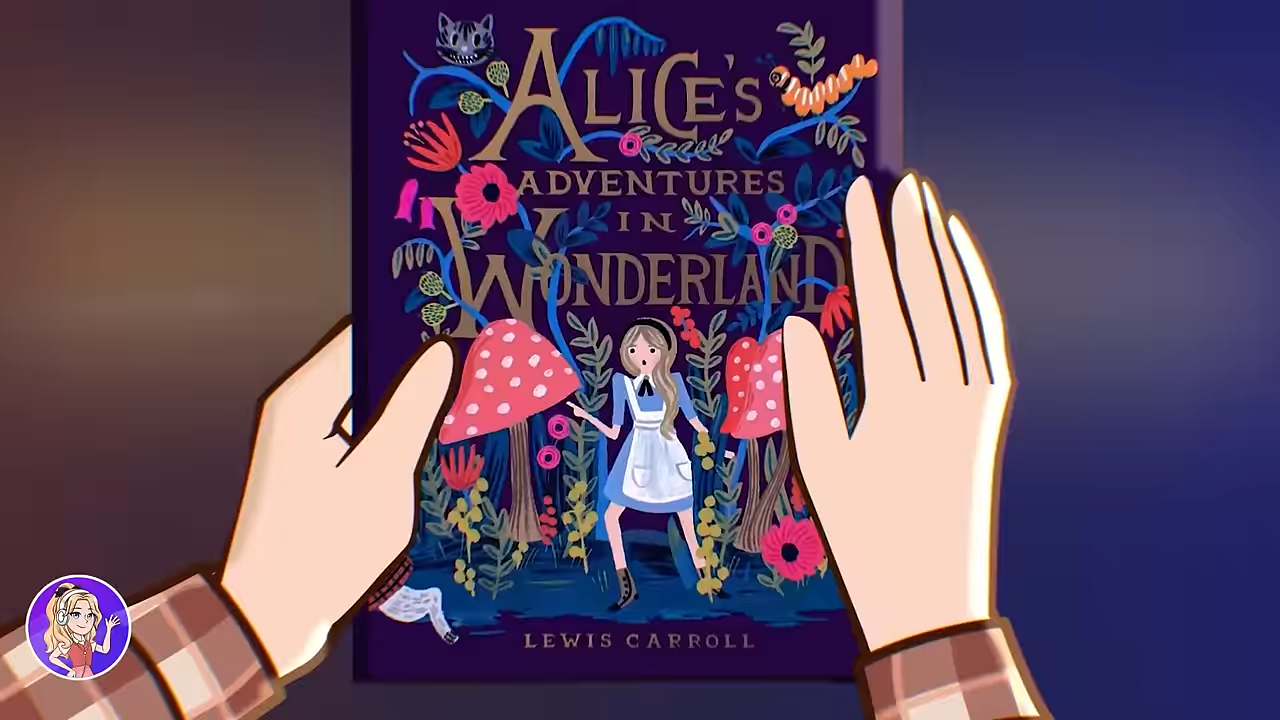 ALICE'S
ADVENTURES
IN
WONDERLAND
LEWIS CARROLL